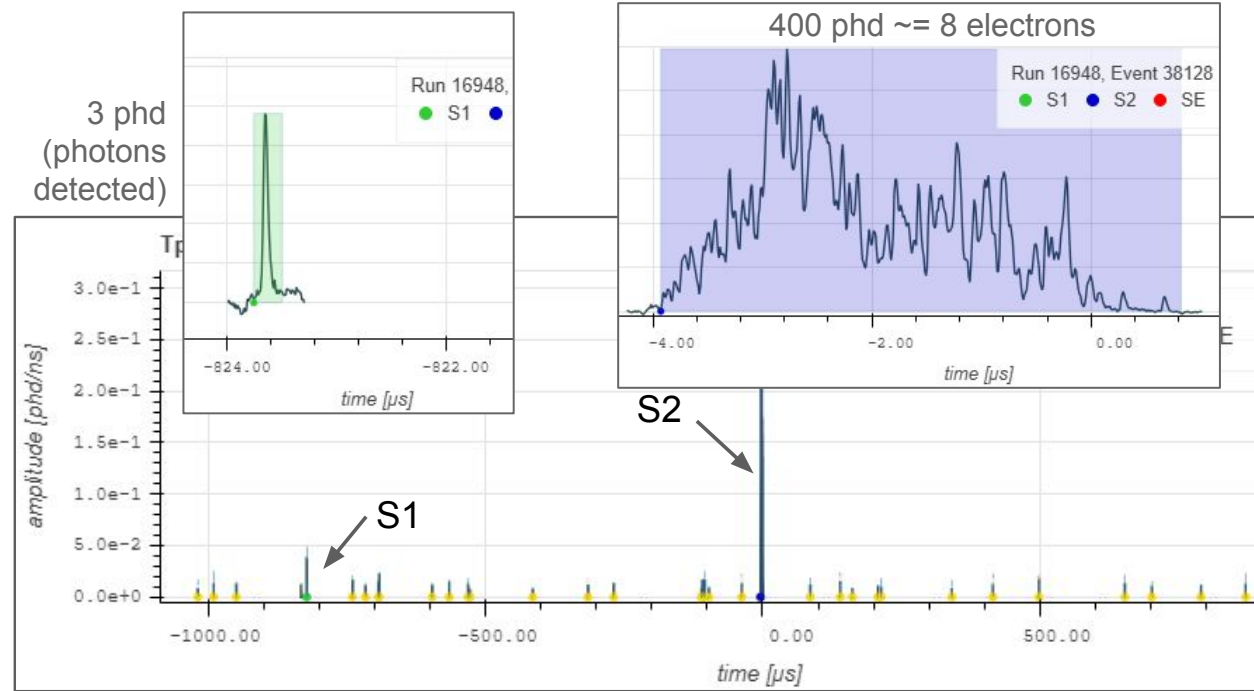 3 phd
(photons
detected)
Run 16948,
S1
-824.00
-822.00
time [µs]
400 phd ~= 8 electrons
Run 16948, Event 38128
S1 S2 SE
-4.00
-2.00
0.00
time [µs]
E
3.0e-1
2.5e-1
2.0e-1
1.5e-1
1.0e-1
5.0e-2
0.0e+0
amplitude [phd/ns]
S2
S1
-1000.00
-500.00
0.00
500.00
time [µs]